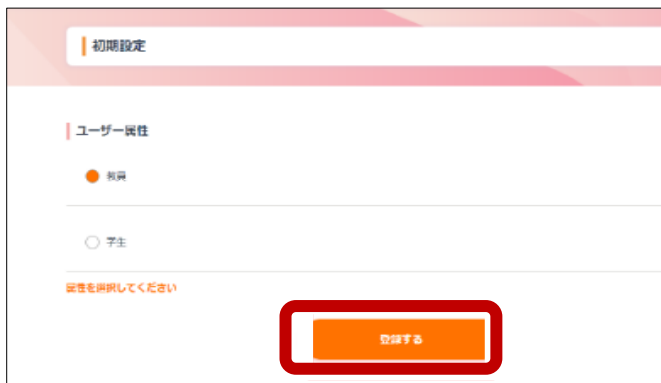 初期設定
ユーザー属性
教員
学生
属性を選択してください
登録する